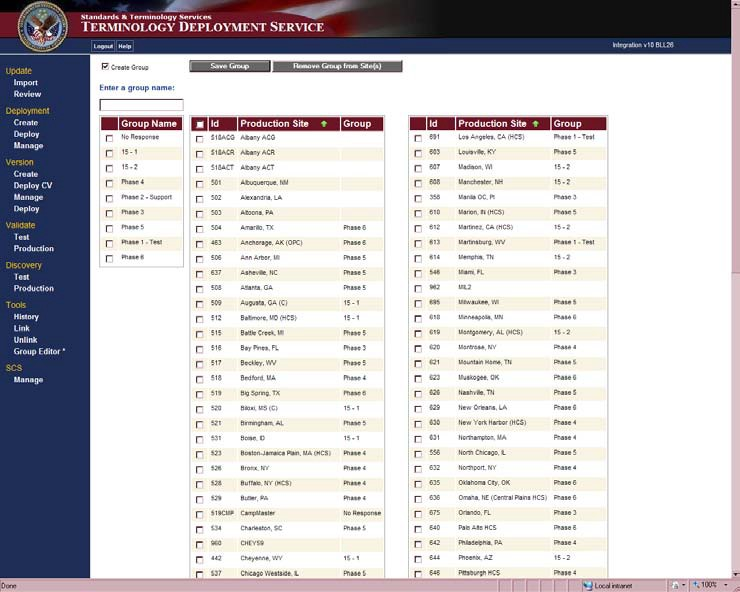 Standards & Terminology Services
TERMINOLOGY DEPLOYMENT SERVICE
Logout Help
Integration v10 BLL26
Update
Import
Review
Deployment
Create
Deploy
Manage
Version
Create
Deploy CV
Manage
Deploy
Validate
Test
Production
Discovery
Test
Production
Tools
History
Link
Unlink
Group Editor *
SCS
Manage
Create Group
Save Group
Remove Group from Site(s)
Enter a group name:
Group Name
No Response
15 - 1
15 - 2
Phase 4
Phase 2 - Support
Phase 3
Phase 5
Phase 1 - Test
Phase 6
Id Production Site Group
518ACG Albany ACG
518ACR Albany ACR
518ACT Albany ACT
501 Albuquerque, NM
502 Alexandria, LA
503 Altoona, PA
504 Amarillo, TX Phase 6
463 Anchorage, AK (OPC) Phase 6
506 Ann Arbor, MI Phase 5
637 Asheville, NC Phase 5
508 Atlanta, GA Phase 5
509 Augusta, GA (C) 15 - 1
512 Baltimore, MD (HCS) 15 - 1
515 Battle Creek, MI Phase 5
516 Bay Pines, FL Phase 3
517 Beckley, WV Phase 5
518 Bedford, MA Phase 4
519 Big Spring, TX Phase 6
520 Biloxi, MS (C) 15 - 1
521 Birmingham, AL Phase 5
531 Boise, ID 15 - 1
523 Boston-Jamaica Plain, MA (HCS) Phase 4
526 Bronx, NY Phase 4
528 Buffalo, NY (HCS) Phase 4
529 Butler, PA Phase 4
519CMP CampMaster No Response
534 Charleston, SC Phase 5
960 CHEY59
442 Cheyenne, WY 15 - 1
537 Chicago Westside, IL Phase 5
Id Production Site Group
691 Los Angeles, CA (HCS) Phase 1 - Test
603 Louisville, KY Phase 5
607 Madison, WI 15 - 2
608 Manchester, NH 15 - 2
358 Manila OC, PI Phase 3
610 Marion, IN (HCS) Phase 5
612 Martinez, CA (HCS) 15 - 2
613 Martinsburg, WV Phase 1 - Test
614 Memphis, TN 15 - 2
546 Miami, FL Phase 3
962 MIL2
695 Milwaukee, WI Phase 5
618 Minneapolis, MN Phase 6
619 Montgomery, AL (HCS) 15 - 2
620 Montrose, NY Phase 4
621 Mountain Home, TN Phase 5
623 Muskogee, OK Phase 6
626 Nashville, TN Phase 5
629 New Orleans, LA Phase 6
630 New York Harbor (HCS) Phase 4
631 Northampton, MA Phase 4
556 North Chicago, IL Phase 5
632 Northport, NY Phase 4
635 Oklahoma City, OK Phase 6
636 Omaha, NE (Central Plains HCS) Phase 6
675 Orlando, FL Phase 3
640 Palo Alto HCS Phase 6
642 Philadelphia, PA Phase 4
644 Phoenix, AZ 15 - 2
646 Pittsburgh HCS Phase 4
Done
Local intranet
100%